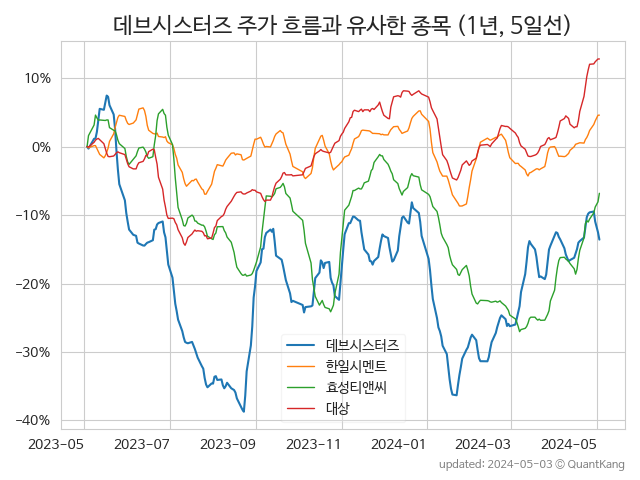 데브시스터즈 주가 흐름과 유사한 종목 (1년, 5일선)
10%
0%
−10%
−20%
−30%
−40%
데브시스터즈
한일시멘트
효성티앤씨
대상
2023-05 2023-07 2023-09 2023-11 2024-01 2024-03 2024-05
updated: 2024-05-03 ⓒ QuantKang